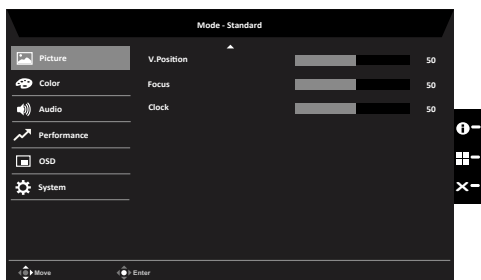 Mode - Standard
Picture
V.Position 50
Color
Focus 50
Audio
Clock 50
Performance
OSD
System
Move Enter